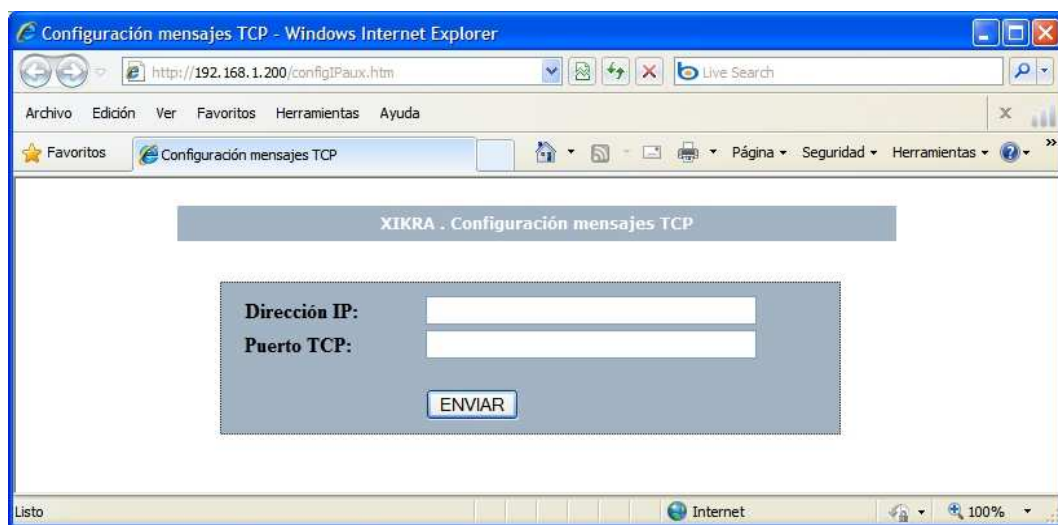 Configuración mensajes TCP - Windows Internet Explorer
http://192.168.1.200/configIPaux.htm
Live Search
Archivo Edición Ver Favoritos Herramientas Ayuda
x
Favoritos
Configuración mensajes TCP
Página
Seguridad
Herramientas
»
XIKRA . Configuración mensajes TCP
Dirección IP:
Puerto TCP:
ENVIAR
Listo
Internet
100%